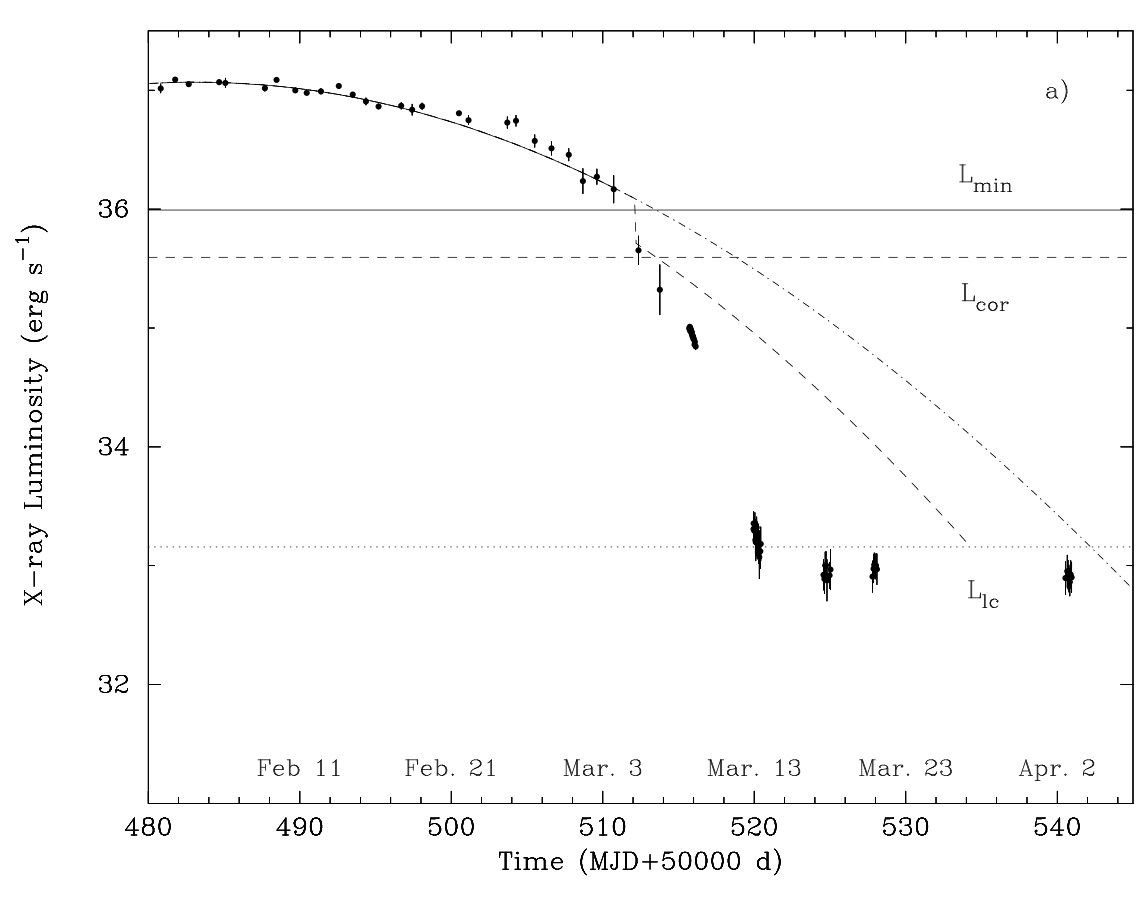 a)
L_min
36
L_cor
X-ray Luminosity (erg s^-1)
34
L_lc
32
Feb 11 Feb. 21 Mar. 3 Mar. 13 Mar. 23 Apr. 2
480 490 500 510 520 530 540
Time (MJD+50000 d)